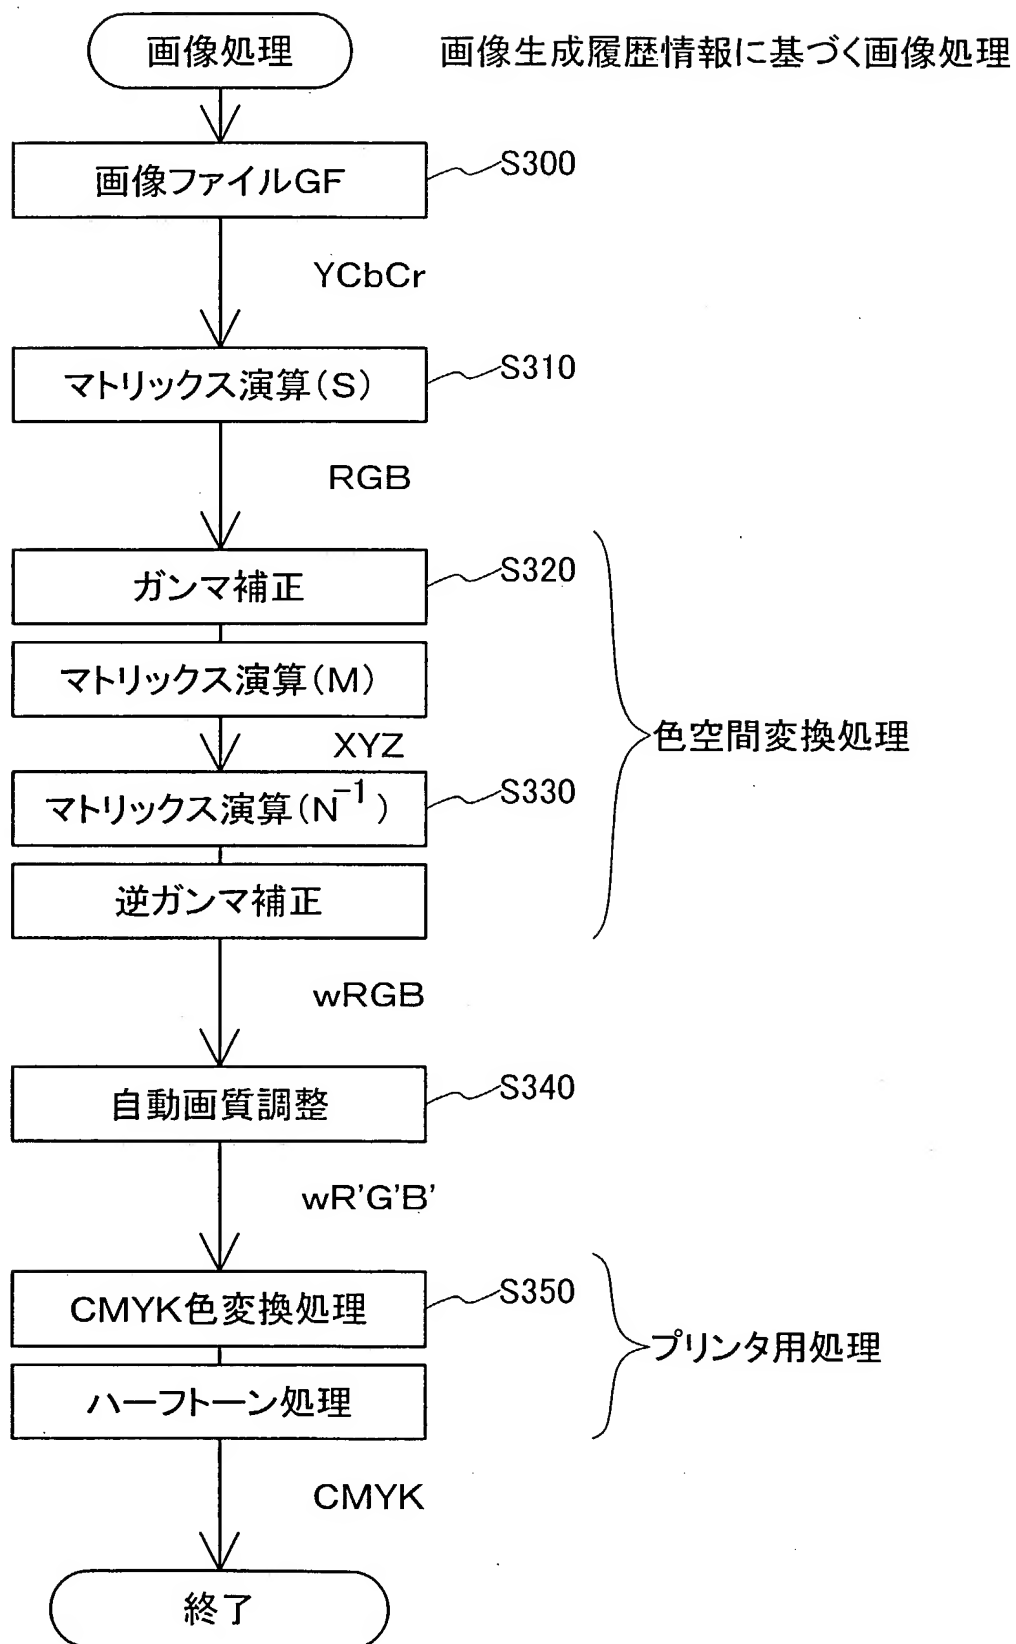 画像処理
画像生成履歴情報に基づく画像処理
画像ファイルGF
S300
YCbCr
マトリックス演算(S)
S310
RGB
ガンマ補正
S320
マトリックス演算(M)
色空間変換処理
XYZ
マトリックス演算(N⁻¹)
S330
逆ガンマ補正
wRGB
自動画質調整
S340
wR'G'B'
CMYK色変換処理
S350
プリンタ用処理
ハーフトーン処理
CMYK
終了